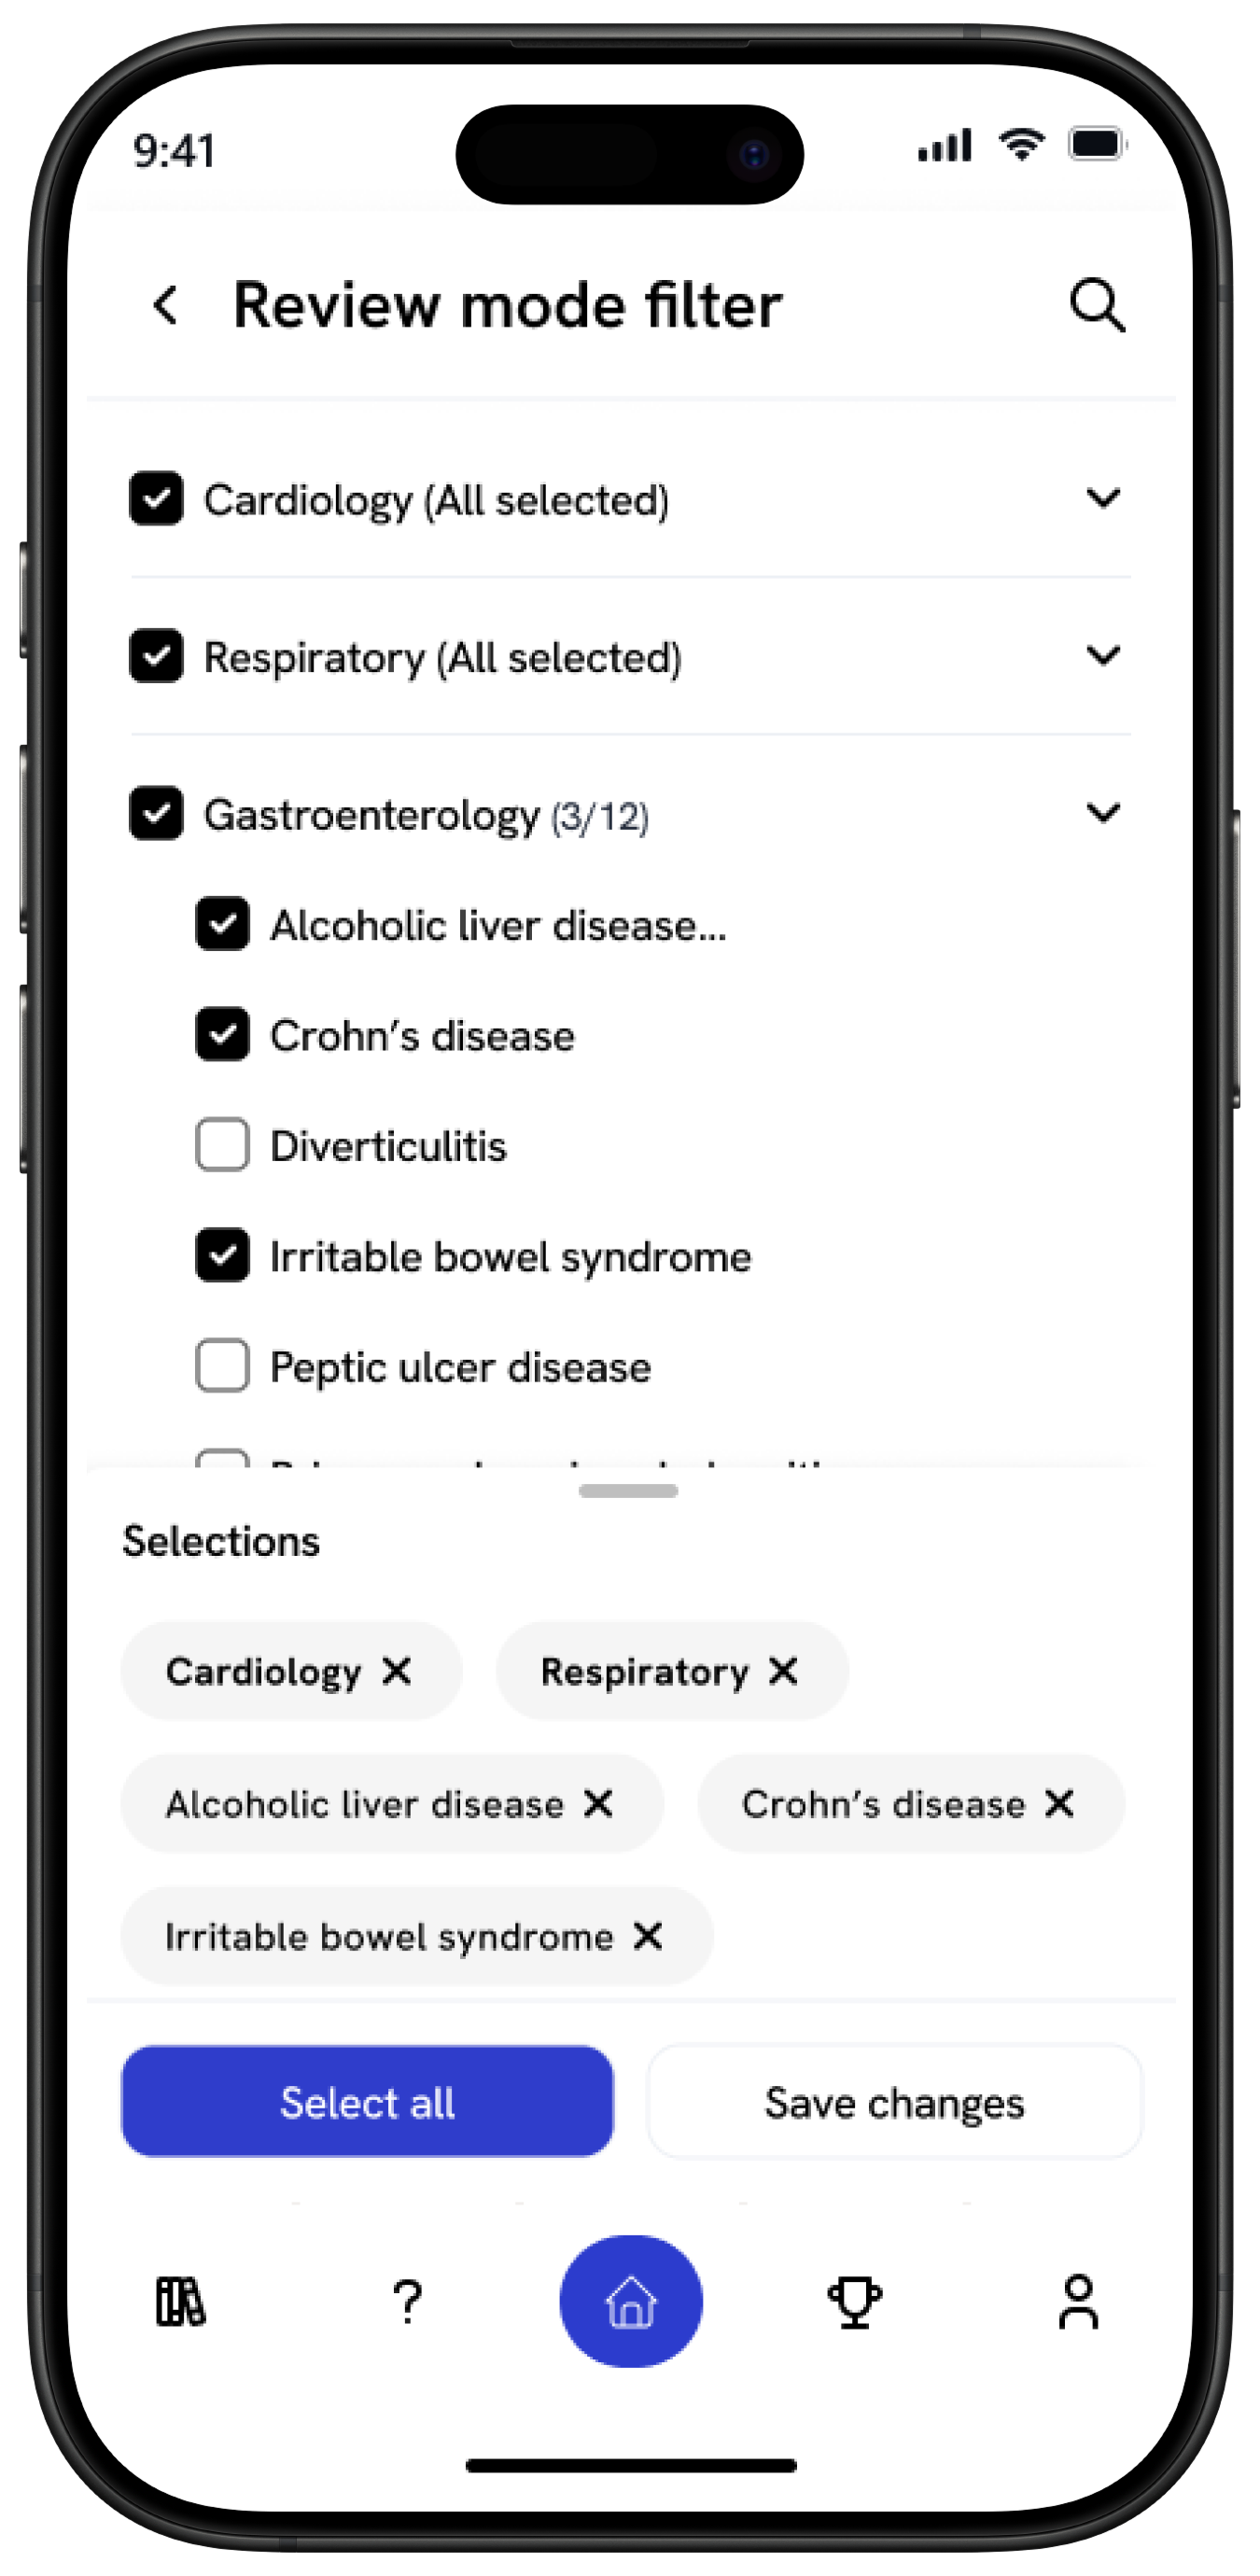 9:41
Review mode filter
Cardiology (All selected)
Respiratory (All selected)
Gastroenterology (3/12)
Alcoholic liver disease...
Crohn’s disease
Diverticulitis
Irritable bowel syndrome
Peptic ulcer disease
Selections
Cardiology Respiratory
Alcoholic liver disease Crohn’s disease
Irritable bowel syndrome
Select all Save changes
?